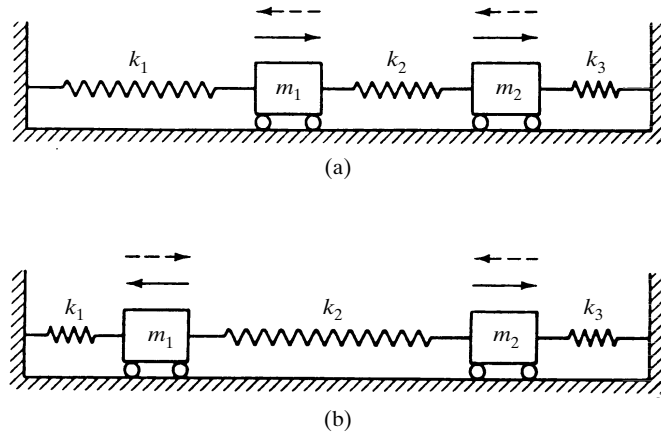 k₁ m₁ k₂ m₂ k₃
(a)
k₁ m₁ k₂ m₂ k₃
(b)